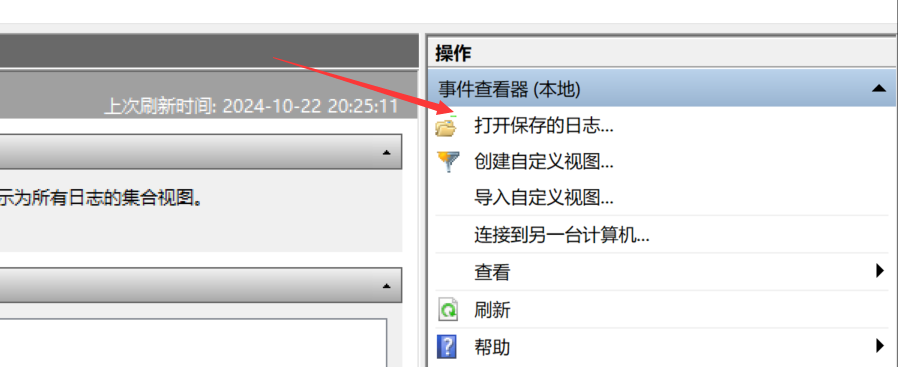 操作
事件查看器 (本地)
上次刷新时间: 2024-10-22 20:25:11
打开保存的日志...
创建自定义视图...
示为所有日志的集合视图。
导入自定义视图...
连接到另一台计算机...
查看
刷新
帮助